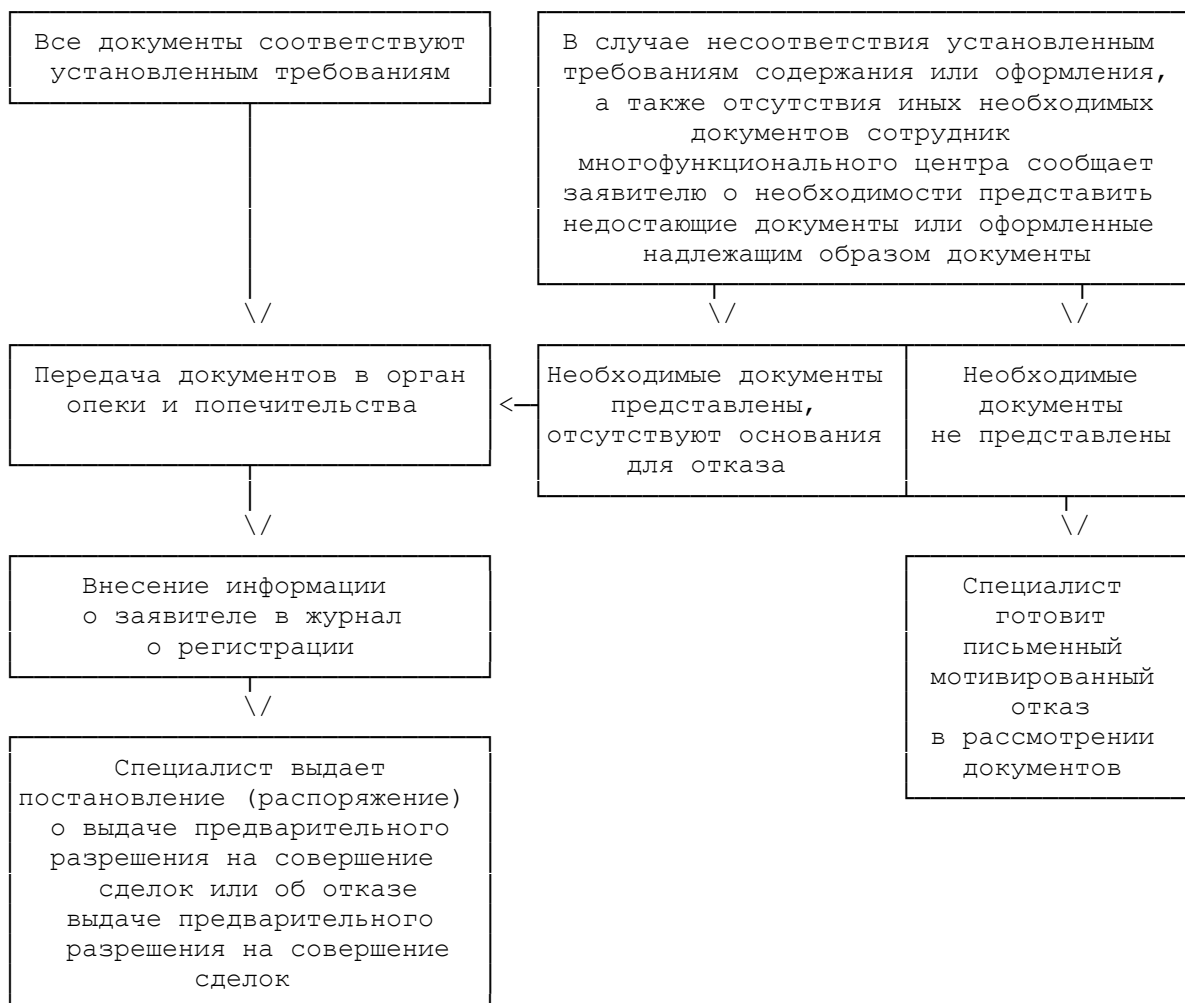 Все документы соответствуют
установленным требованиям
В случае несоответствия установленным
требованиям содержания или оформления,
а также отсутствия иных необходимых
документов сотрудник
многофункционального центра сообщает
заявителю о необходимости представить
недостающие документы или оформленные
надлежащим образом документы
Передача документов в орган
опеки и попечительства
Необходимые документы
представлены,
отсутствуют основания
для отказа
Необходимые
документы
не представлены
Внесение информации
о заявителе в журнал
о регистрации
Специалист
готовит
письменный
мотивированный
отказ
в рассмотрении
документов
Специалист выдает
постановление (распоряжение)
о выдаче предварительного
разрешения на совершение
сделок или об отказе
выдаче предварительного
разрешения на совершение
сделок